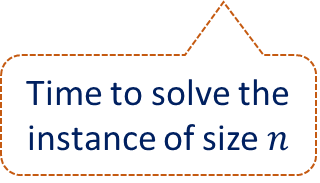 Time to solve the
instance of size 𝑛